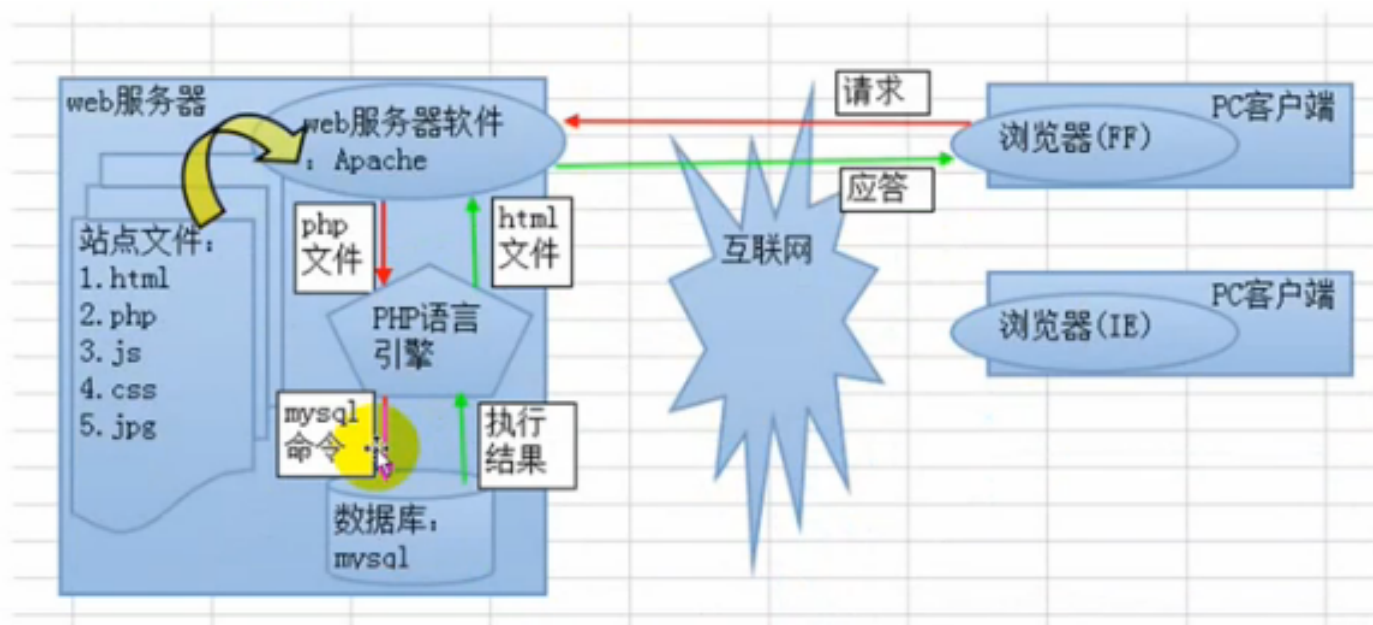 web服务器
web服务器软件
：Apache
请求
应答
PC客户端
浏览器(FF)
站点文件：
1.html
2.php
3.js
4.css
5.jpg
php
文件
html
文件
互联网
PC客户端
浏览器(IE)
PHP语言
引擎
mysql
命令
执行
结果
数据库：
mysql